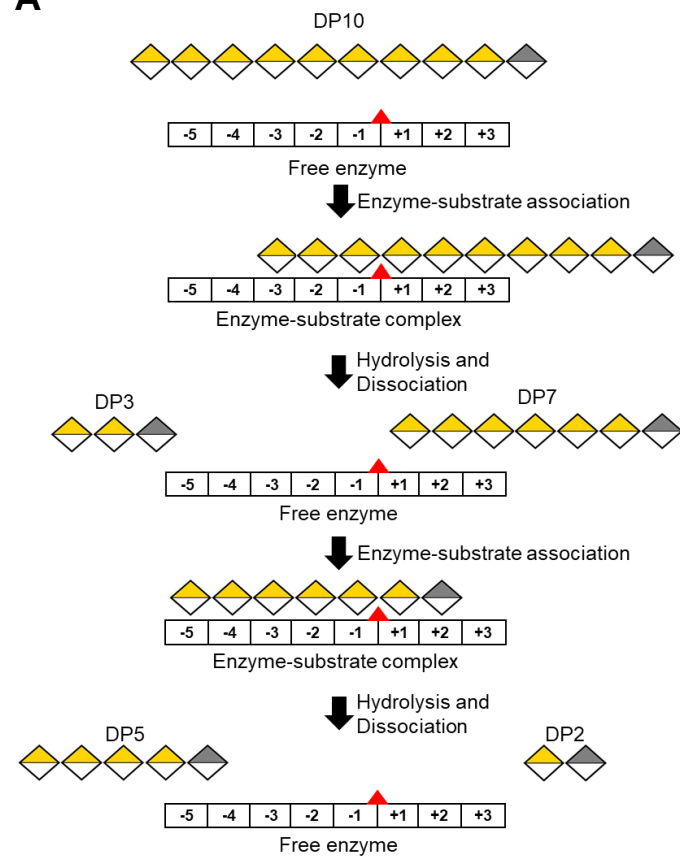 A
DP10
-5 -4 -3 -2 -1 +1 +2 +3
Free enzyme
Enzyme-substrate association
-5 -4 -3 -2 -1 +1 +2 +3
Enzyme-substrate complex
Hydrolysis and
Dissociation
DP3
DP7
-5 -4 -3 -2 -1 +1 +2 +3
Free enzyme
Enzyme-substrate association
-5 -4 -3 -2 -1 +1 +2 +3
Enzyme-substrate complex
Hydrolysis and
Dissociation
DP5
DP2
-5 -4 -3 -2 -1 +1 +2 +3
Free enzyme